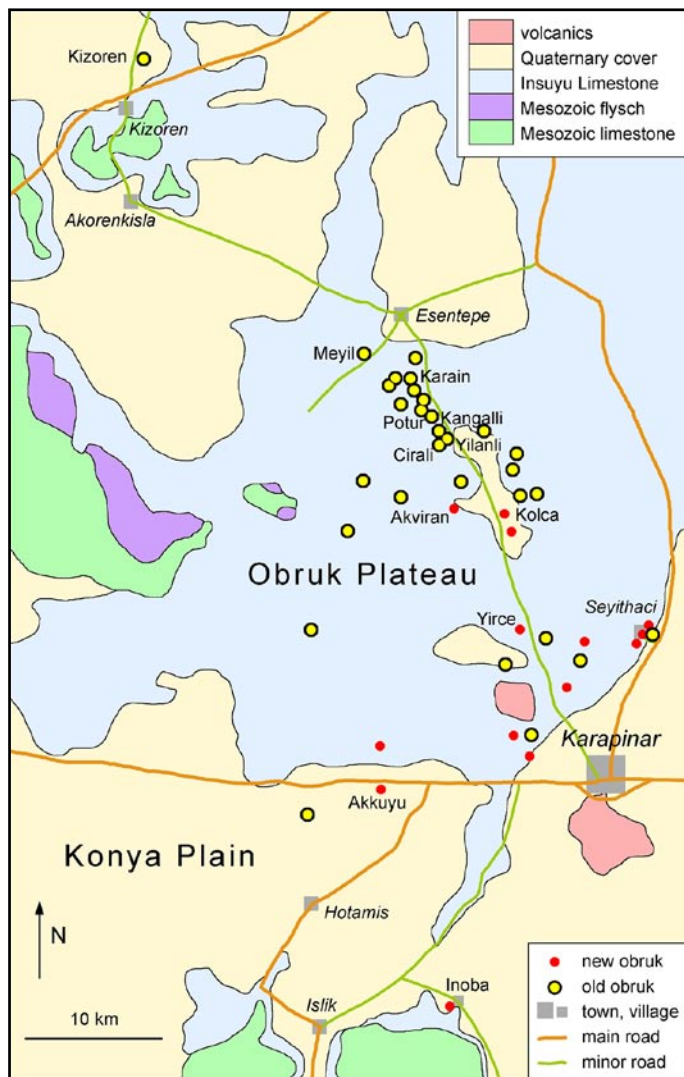 volcanics
Quaternary cover
Insuyu Limestone
Mesozoic flysch
Mesozoic limestone
Kizoren
Kizoren
Akorenkisla
Esentepe
Meyil
Karain
Potur
Kangalli
Cirali
Yilanli
Akviran
Kolca
Obruk Plateau
Yirce
Seyithaci
Karapinar
Akkuyu
Konya Plain
Hotamis
N
10 km
Islik
Inoba
new obruk
old obruk
town, village
main road
minor road